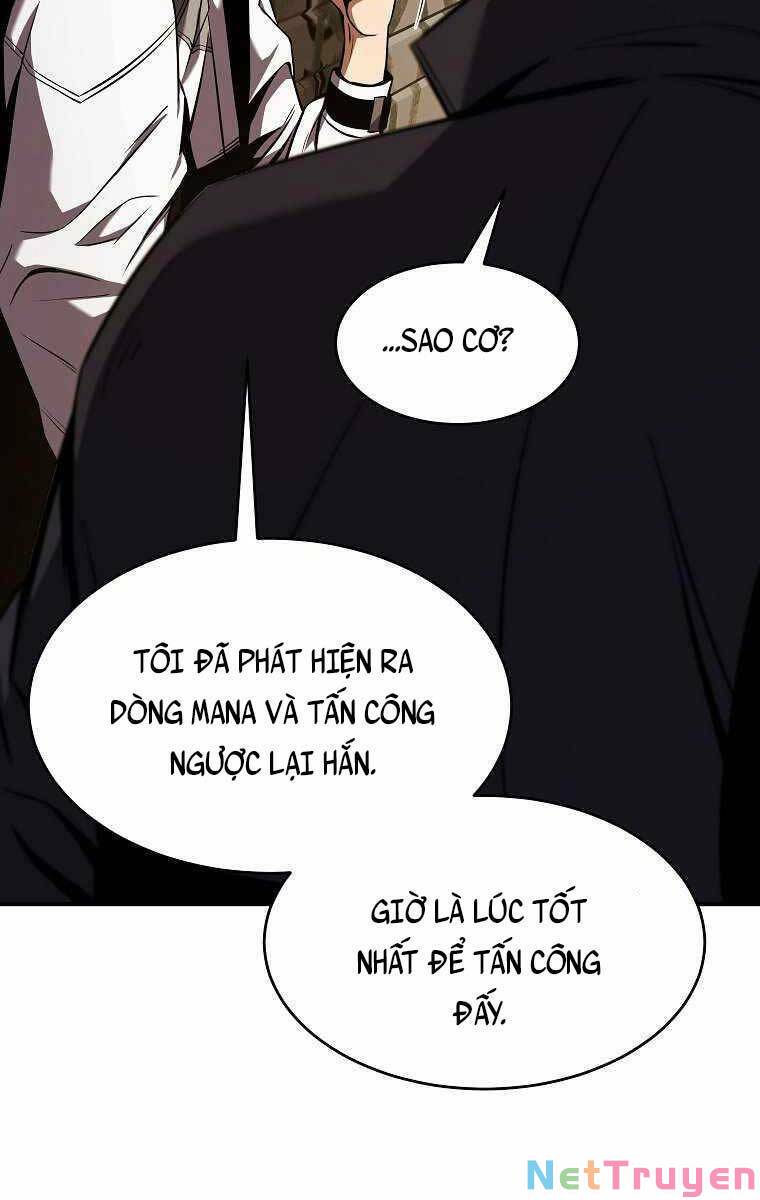 ...SAO CƠ?
TÔI ĐÃ PHÁT HIỆN RA
DÒNG MANA VÀ TẤN CÔNG
NGƯỢC LẠI HẮN.
GIỜ LÀ LÚC TỐT
NHẤT ĐỂ TẤN CÔNG
ĐẤY.
NetTruyen